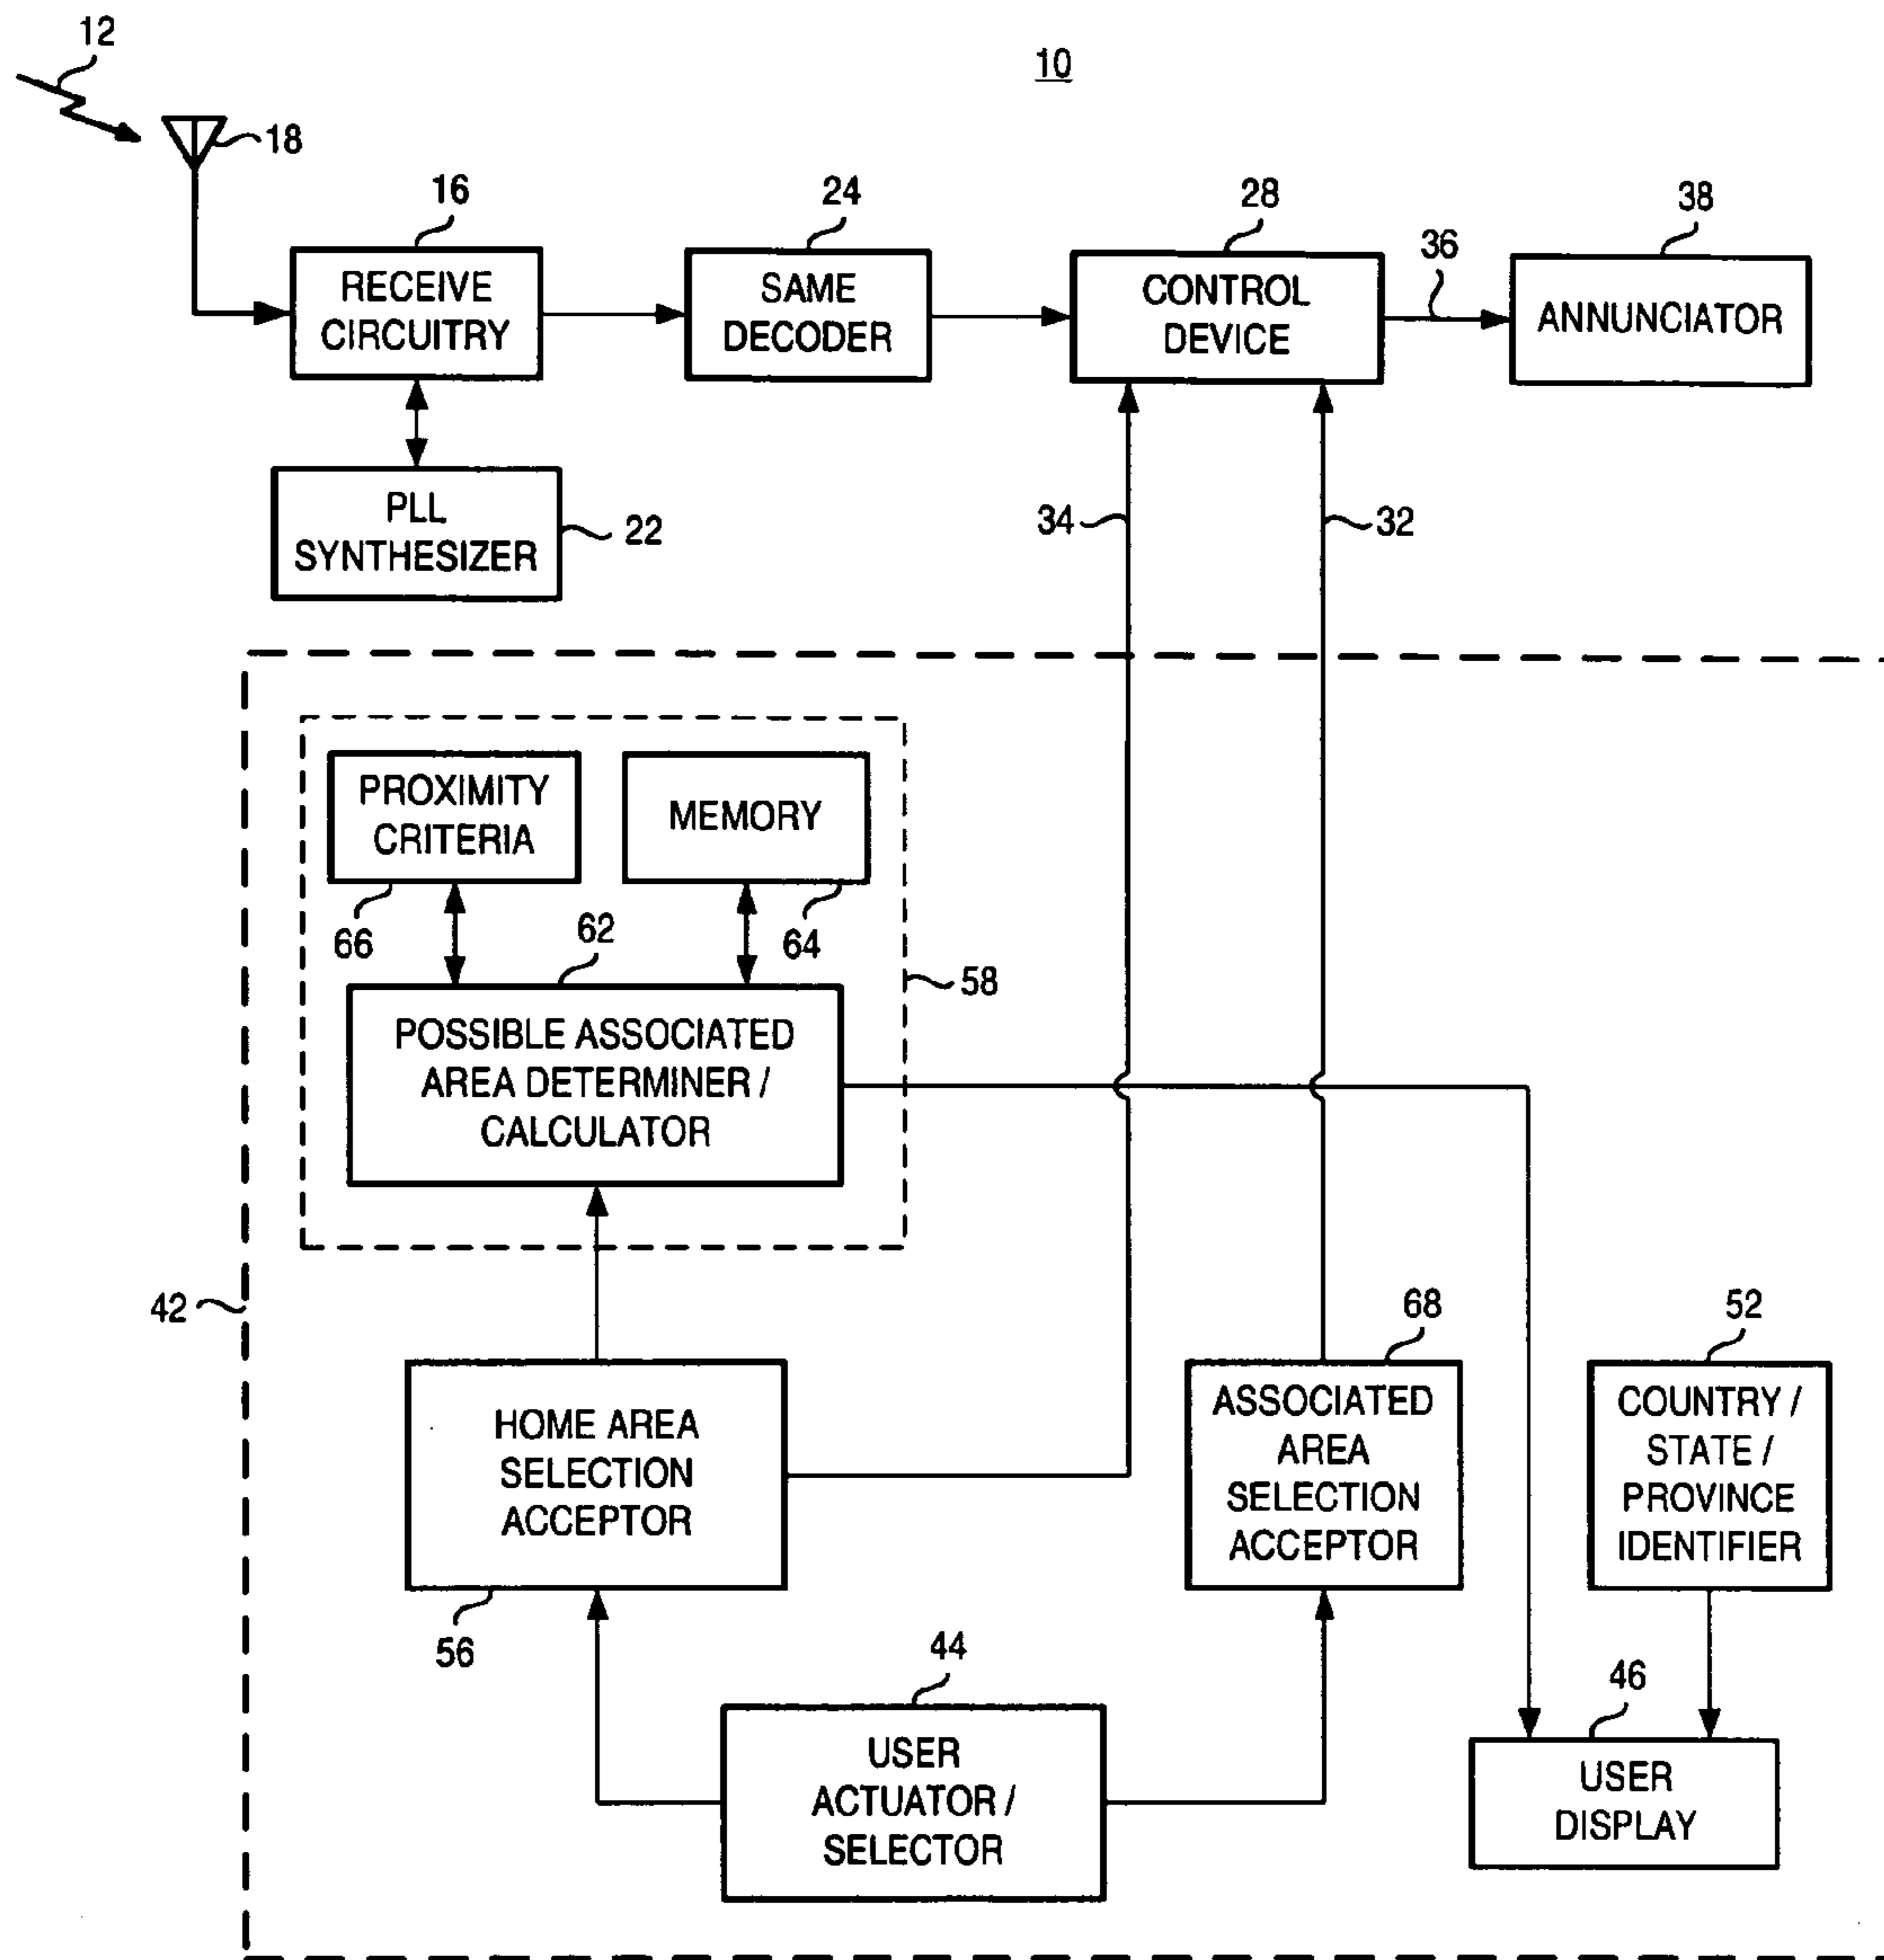 12
10
18
16
24
28
36
38
RECEIVE
CIRCUITRY
SAME
DECODER
CONTROL
DEVICE
ANNUNCIATOR
PLL
SYNTHESIZER
22
34
32
PROXIMITY
CRITERIA
MEMORY
66
62
64
58
POSSIBLE ASSOCIATED
AREA DETERMINER /
CALCULATOR
42
68
52
HOME AREA
SELECTION
ACCEPTOR
ASSOCIATED
AREA
SELECTION
ACCEPTOR
COUNTRY /
STATE /
PROVINCE
IDENTIFIER
56
44
46
USER
ACTUATOR /
SELECTOR
USER
DISPLAY